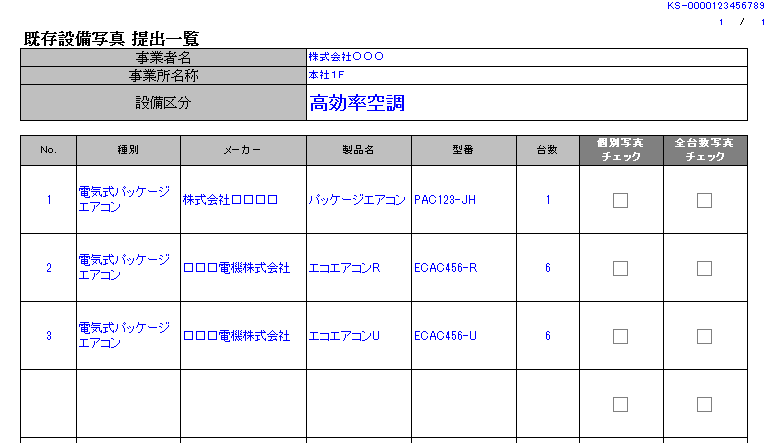 KS-0000123456789
1 / 1
既存設備写真 提出一覧
事業者名 株式会社〇〇〇
事業所名称 本社1F
設備区分 高効率空調
No. 種別 メーカー 製品名 型番 台数 個別写真 チェック 全台数写真 チェック
1 電気式パッケージ エアコン 株式会社□□□□ パッケージエアコン PAC123-JH 1
2 電気式パッケージ エアコン □□□電機株式会社 エコエアコンR ECAC456-R 6
3 電気式パッケージ エアコン □□□電機株式会社 エコエアコンU ECAC456-U 6